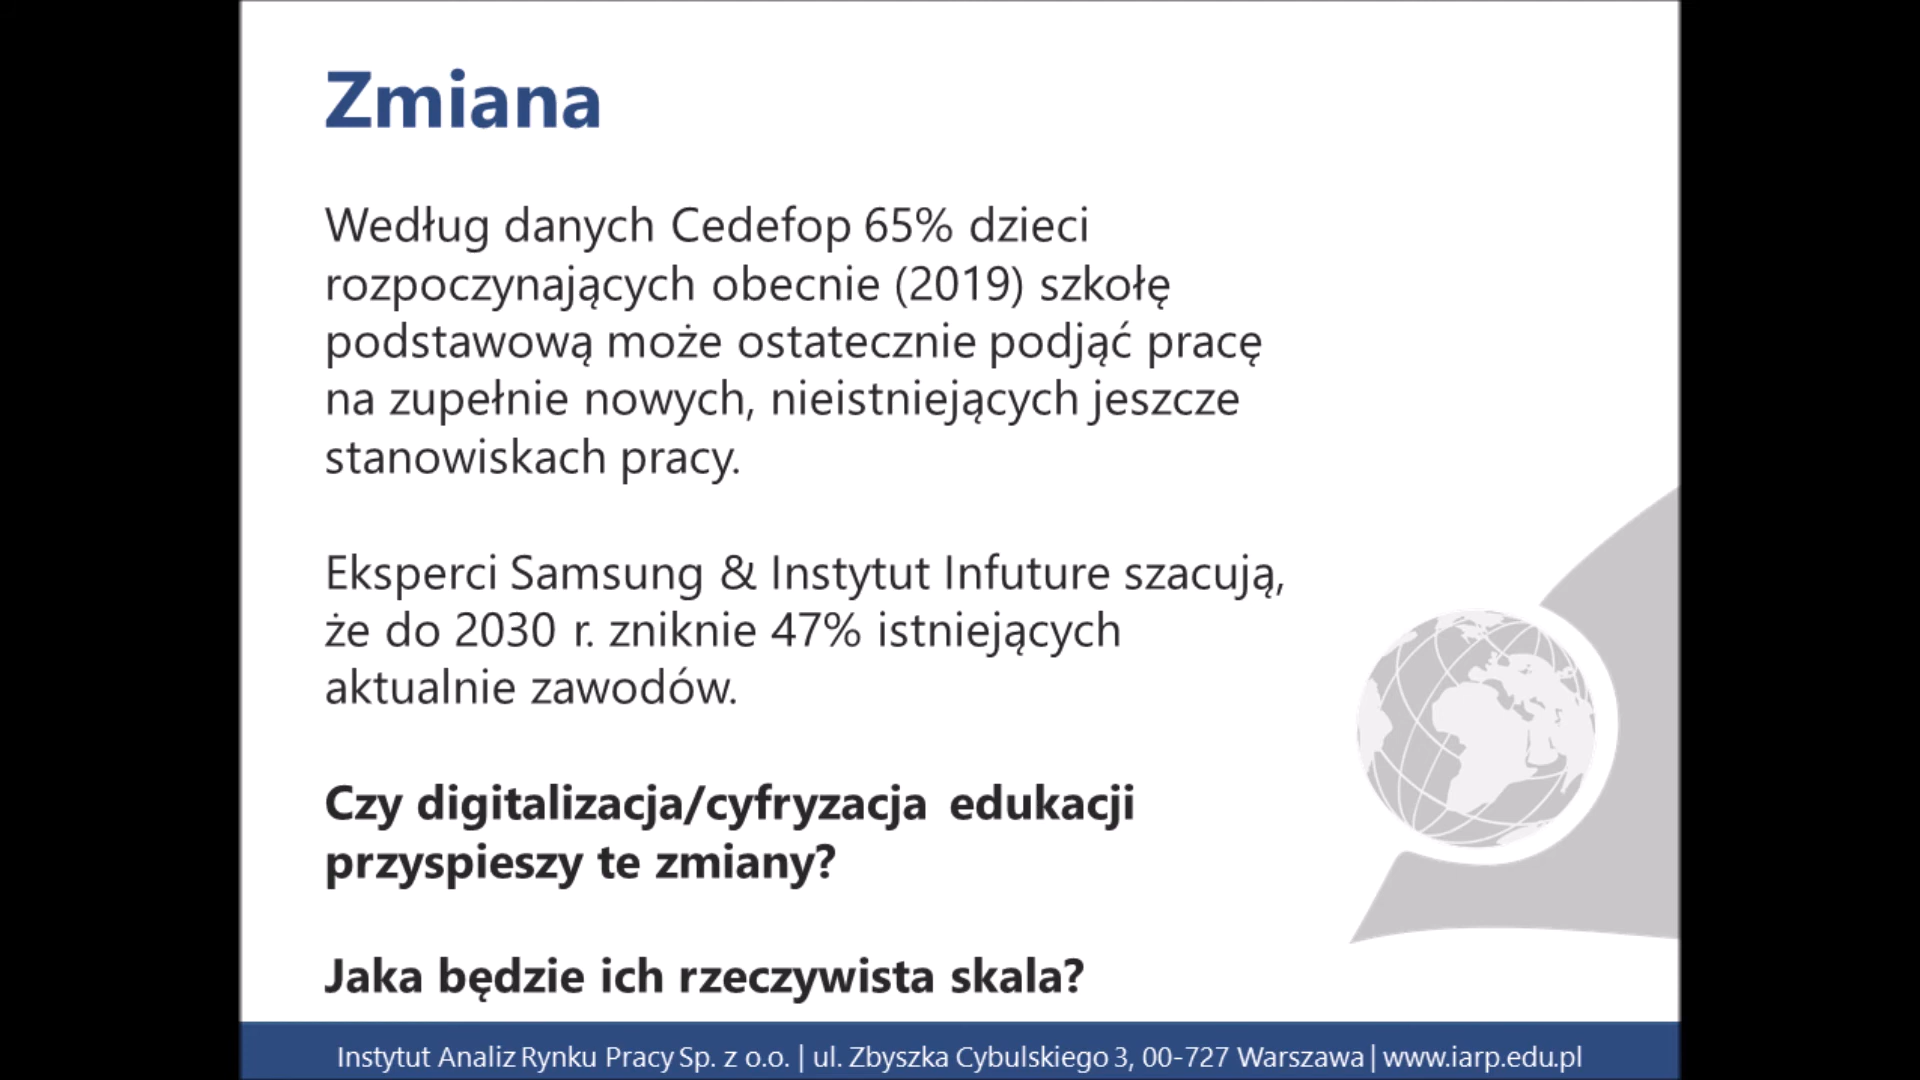 Zmiana
Według danych Cedefop 65% dzieci
rozpoczynających obecnie (2019) szkołę
podstawową może ostatecznie podjąć pracę
na zupełnie nowych, nieistniejących jeszcze
stanowiskach pracy.
Eksperci Samsung & Instytut Infuture szacują,
że do 2030 r. zniknie 47% istniejących
aktualnie zawodów.
Czy digitalizacja/cyfryzacja edukacji
przyspieszy te zmiany?
Jaka będzie ich rzeczywista skala?
Instytut Analiz Rynku Pracy Sp. z o.o. | ul. Zbyszka Cybulskiego 3, 00-727 Warszawa | www.iarp.edu.pl